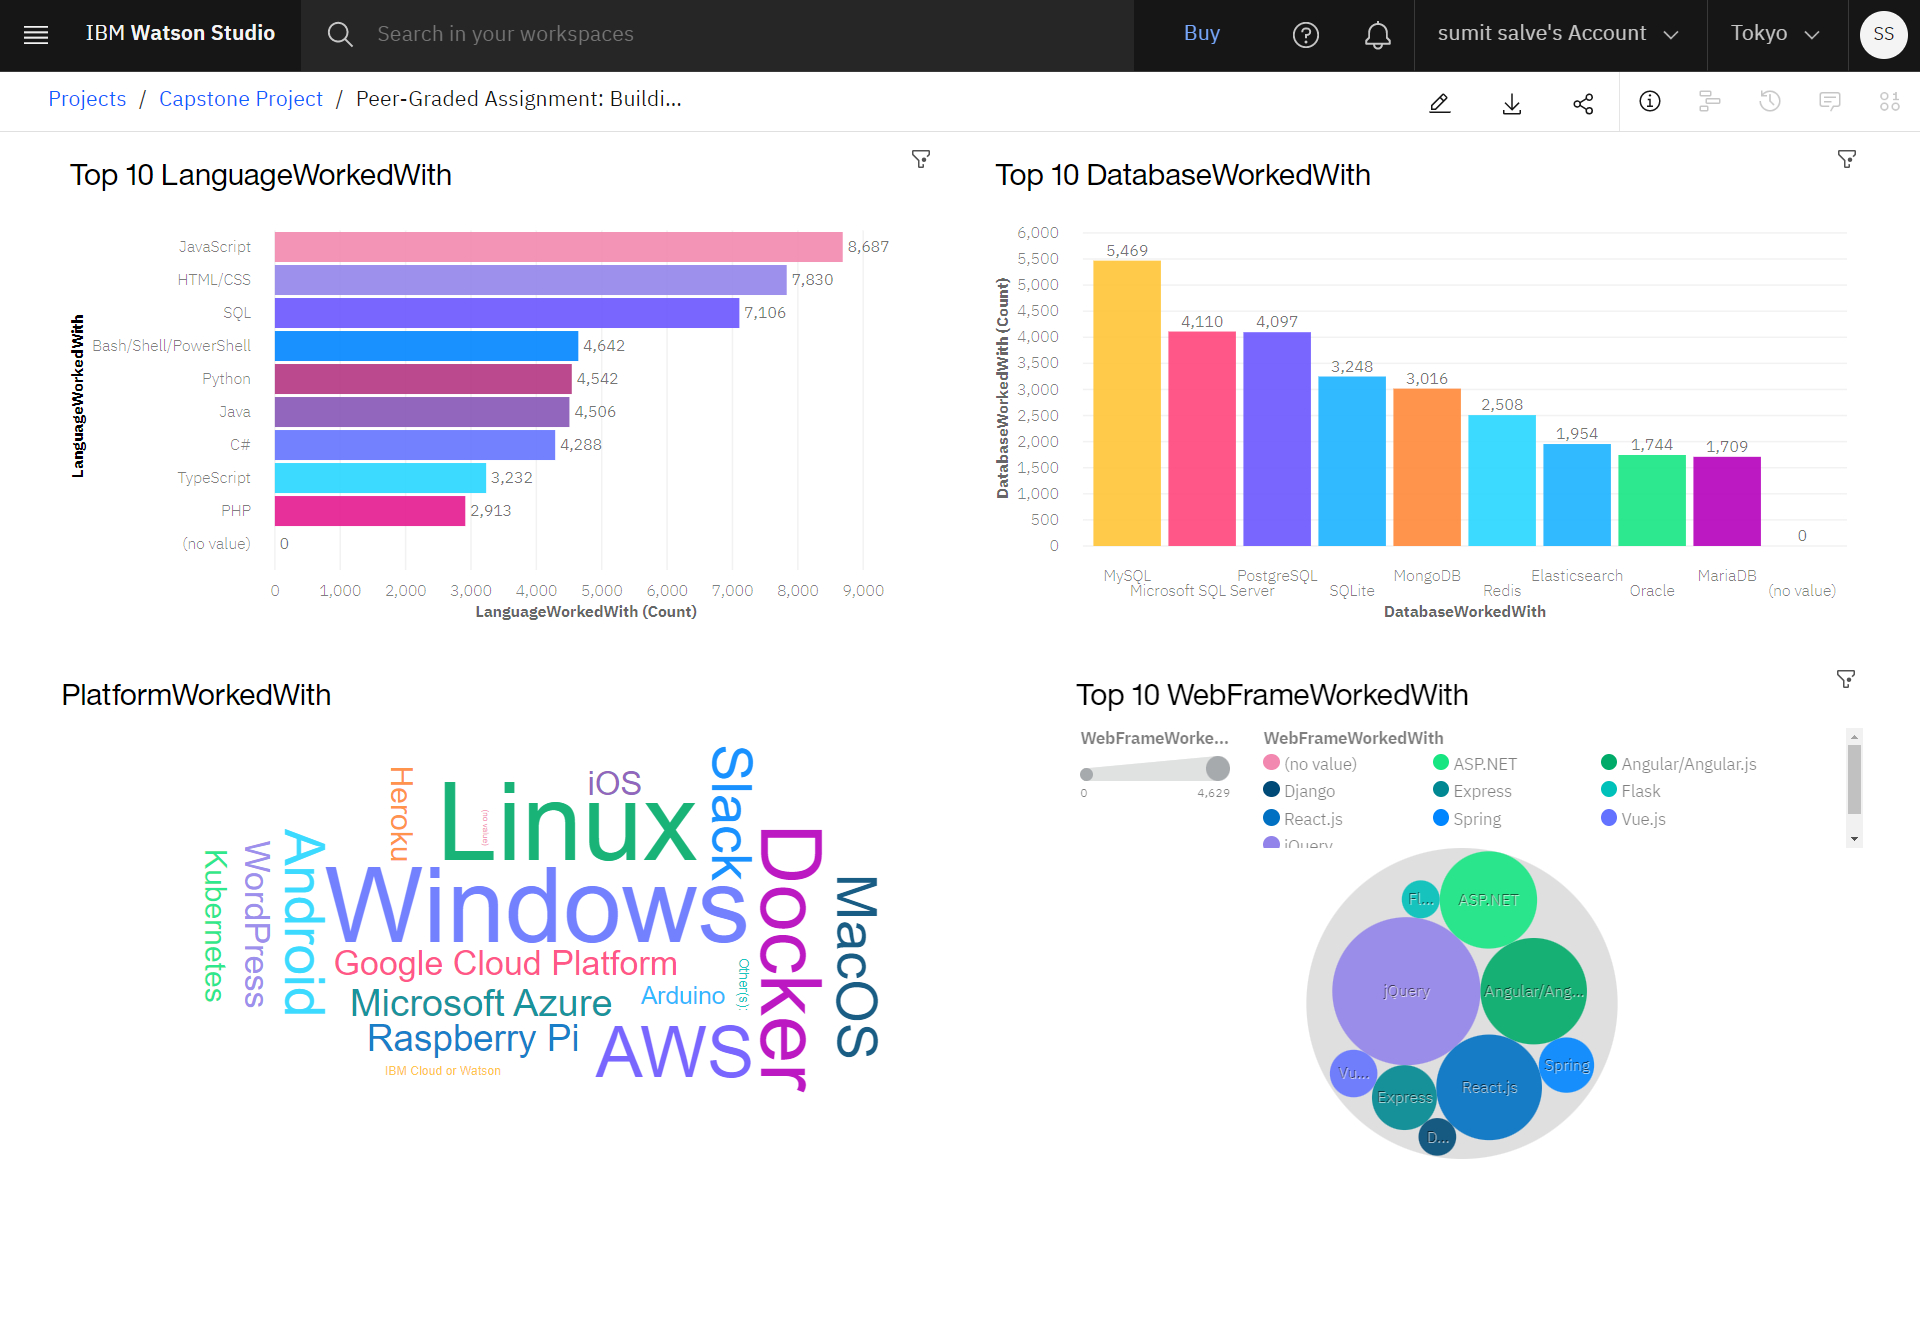 IBM Watson Studio
Search in your workspaces
Buy
sumit salve's Account
Tokyo
SS
Projects / Capstone Project / Peer-Graded Assignment: Buildi...
Top 10 LanguageWorkedWith
LanguageWorkedWith
JavaScript 8,687
HTML/CSS 7,830
SQL 7,106
Bash/Shell/PowerShell 4,642
Python 4,542
Java 4,506
C# 4,288
TypeScript 3,232
PHP 2,913
(no value) 0
0 1,000 2,000 3,000 4,000 5,000 6,000 7,000 8,000 9,000
LanguageWorkedWith (Count)
Top 10 DatabaseWorkedWith
DatabaseWorkedWith (Count)
6,000
5,500
5,000
4,500
4,000
3,500
3,000
2,500
2,000
1,500
1,000
500
0
5,469
4,110
4,097
3,248
3,016
2,508
1,954
1,744
1,709
0
MySQL PostgreSQL MongoDB Elasticsearch MariaDB
Microsoft SQL Server SQLite Redis Oracle (no value)
DatabaseWorkedWith
PlatformWorkedWith
Kubernetes
WordPress
Android
Heroku
Linux
(no value)
iOS
Slack
Windows
Docker
MacOS
Google Cloud Platform
Other(s):
Microsoft Azure
Arduino
Raspberry Pi
AWS
IBM Cloud or Watson
Top 10 WebFrameWorkedWith
WebFrameWorke...
0 4,629
WebFrameWorkedWith
(no value) ASP.NET Angular/Angular.js
Django Express Flask
React.js Spring Vue.js
jQuery
Fl...
ASP.NET
jQuery
Angular/Ang...
Vu...
Express
React.js
Spring
D...